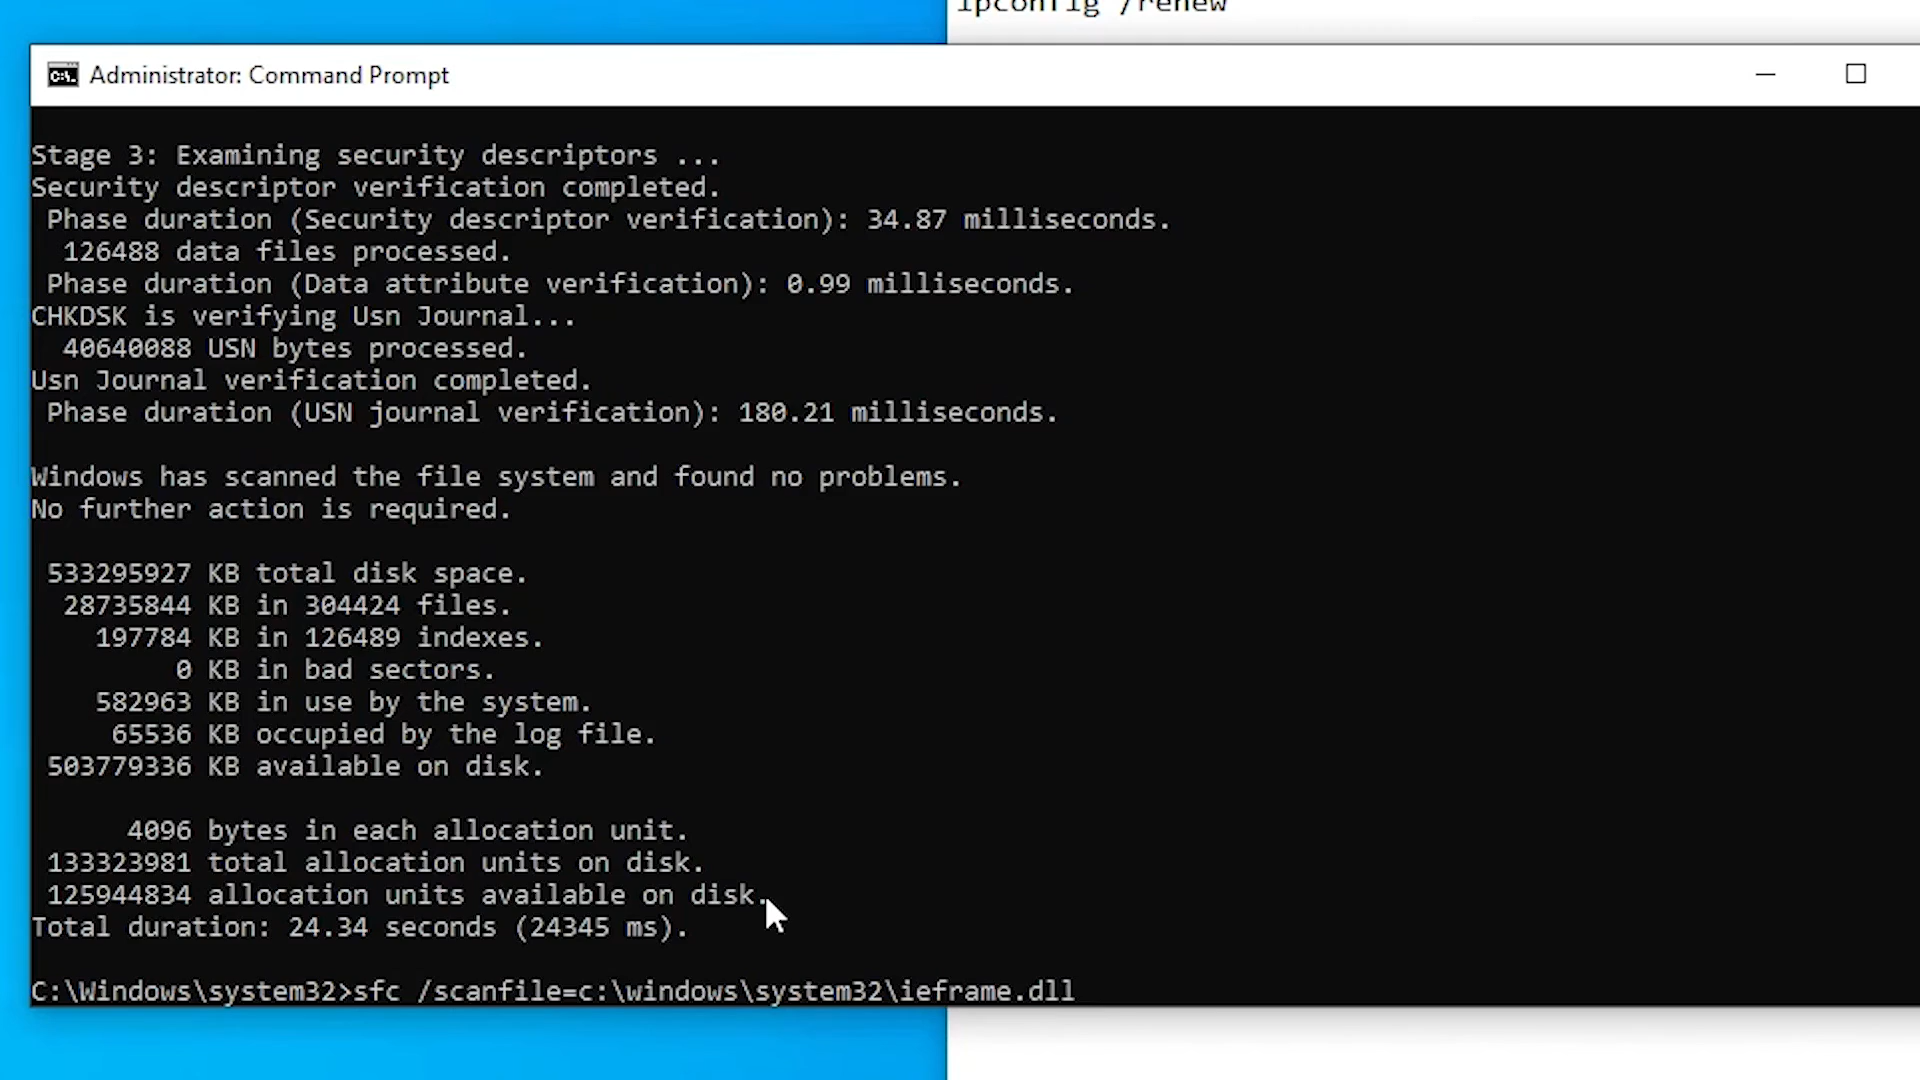 ipconfig /renew
Administrator: Command Prompt
Stage 3: Examining security descriptors ...
Security descriptor verification completed.
 Phase duration (Security descriptor verification): 34.87 milliseconds.
  126488 data files processed.
 Phase duration (Data attribute verification): 0.99 milliseconds.
CHKDSK is verifying Usn Journal...
  40640088 USN bytes processed.
Usn Journal verification completed.
 Phase duration (USN journal verification): 180.21 milliseconds.
Windows has scanned the file system and found no problems.
No further action is required.
 533295927 KB total disk space.
  28735844 KB in 304424 files.
    197784 KB in 126489 indexes.
         0 KB in bad sectors.
    582963 KB in use by the system.
     65536 KB occupied by the log file.
 503779336 KB available on disk.
      4096 bytes in each allocation unit.
 133323981 total allocation units on disk.
 125944834 allocation units available on disk.
Total duration: 24.34 seconds (24345 ms).
C:\Windows\system32>sfc /scanfile=c:\windows\system32\ieframe.dll